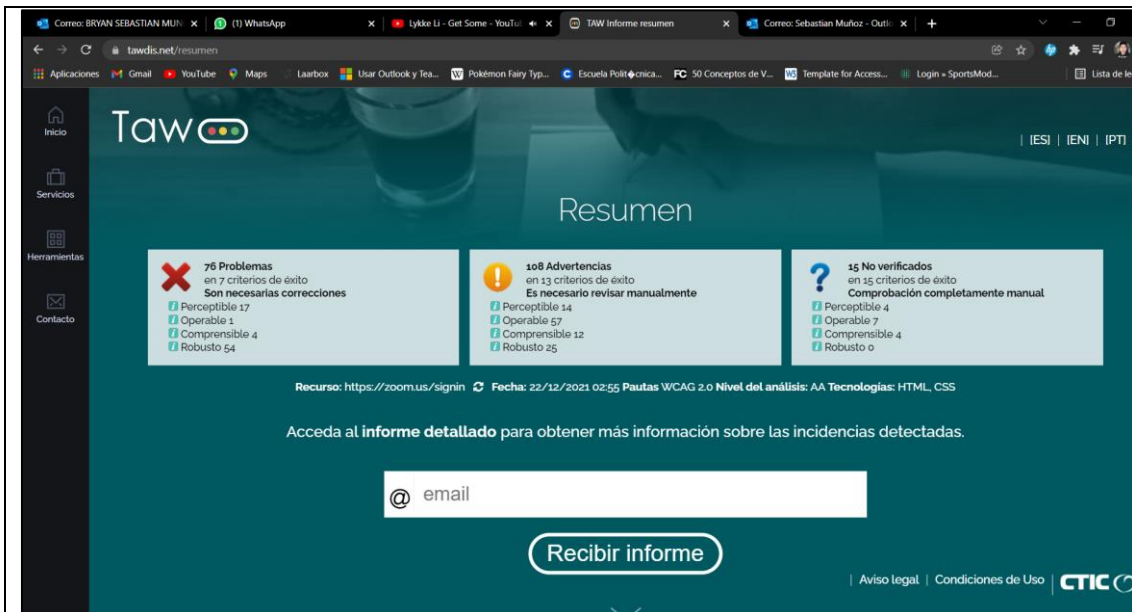 Correo: BRYAN SEBASTIAN MUN
(1) WhatsApp
Lykke Li - Get Some - YouTu
TAW Informe resumen
Correo: Sebastian Muñoz - Outlo
tawdis.net/resumen
Aplicaciones
Gmail
YouTube
Maps
Laarbox
Usar Outlook y Tea...
Pokémon Fairy Typ...
Escuela Polit�cnica...
50 Conceptos de V...
Template for Access...
Login » SportsMod...
Lista de le
Inicio
Servicios
Herramientas
Contacto
Taw
| [ES] | [EN] | [PT]
Resumen
76 Problemas
en 7 criterios de éxito
Son necesarias correcciones
Perceptible 17
Operable 1
Comprensible 4
Robusto 54
108 Advertencias
en 13 criterios de éxito
Es necesario revisar manualmente
Perceptible 14
Operable 57
Comprensible 12
Robusto 25
15 No verificados
en 15 criterios de éxito
Comprobación completamente manual
Perceptible 4
Operable 7
Comprensible 4
Robusto 0
Recurso: https://zoom.us/signin Fecha: 22/12/2021 02:55 Pautas WCAG 2.0 Nivel del análisis: AA Tecnologías: HTML, CSS
Acceda al informe detallado para obtener más información sobre las incidencias detectadas.
@ email
Recibir informe
| Aviso legal | Condiciones de Uso | CTIC